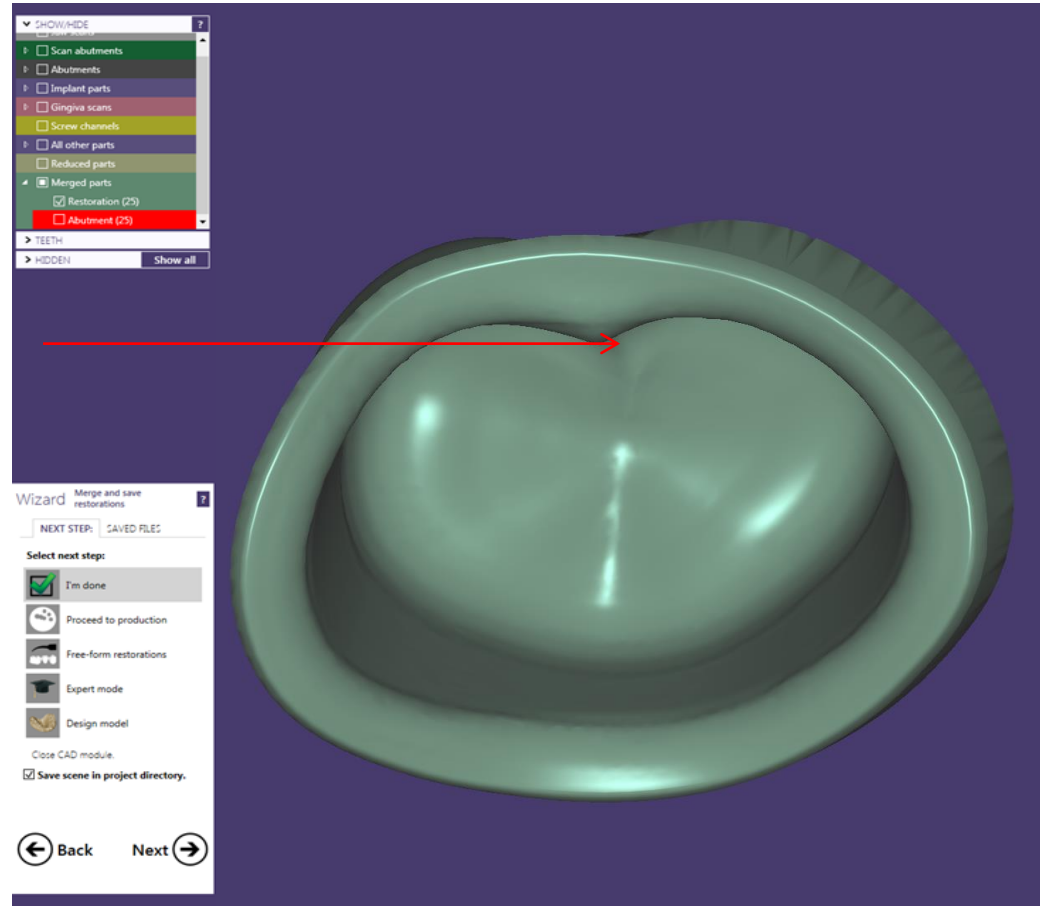 SHOW/HIDE ?
Jaw scans
Scan abutments
Abutments
Implant parts
Gingiva scans
Screw channels
All other parts
Reduced parts
Merged parts
Restoration (25)
Abutment (25)
TEETH
HIDDEN Show all
Wizard Merge and save restorations ?
NEXT STEP: SAVED FILES
Select next step:
I'm done
Proceed to production
Free-form restorations
Expert mode
Design model
Close CAD module.
Save scene in project directory.
Back Next